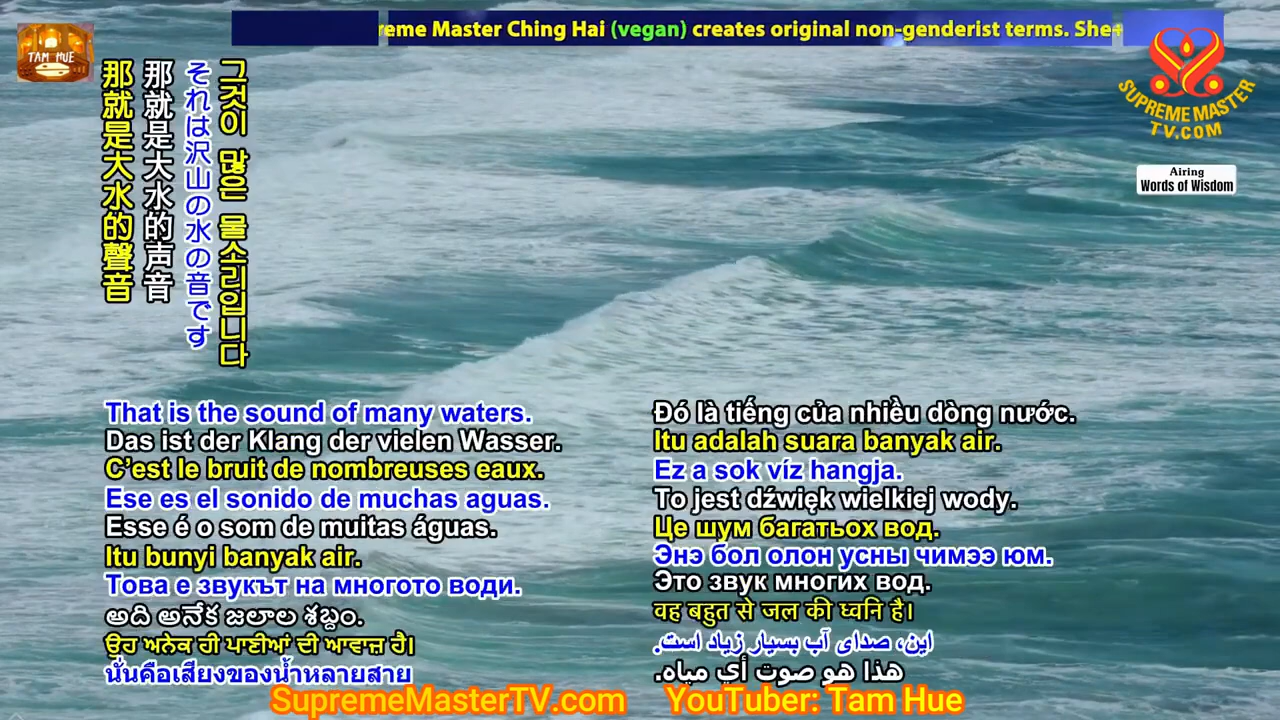 reme Master Ching Hai (vegan) creates original non-genderist terms. She+
TAM HUE
SUPREME MASTER
TV.COM
Airing
Words of Wisdom
那就是大水的聲音
那就是大水的声音
それは沢山の水の音です
그것이 많은 물소리입니다
That is the sound of many waters.
Das ist der Klang der vielen Wasser.
C'est le bruit de nombreuses eaux.
Ese es el sonido de muchas aguas.
Esse é o som de muitas águas.
Itu bunyi banyak air.
Това е звукът на многото води.
అది అనేక జలాల శబ్దం.
ਉਹ ਅਨੇਕ ਹੀ ਪਾਣੀਆਂ ਦੀ ਆਵਾਜ਼ ਹੈ।
นั่นคือเสียงของน้ำหลายสาย
Đó là tiếng của nhiều dòng nước.
Itu adalah suara banyak air.
Ez a sok víz hangja.
To jest dźwięk wielkiej wody.
Це шум багатьох вод.
Энэ бол олон усны чимээ юм.
Это звук многих вод.
वह बहुत से जल की ध्वनि है।
این، صدای آب بسیار زیاد است.
هذا هو صوت أي مياه.
SupremeMasterTV.com YouTuber: Tam Hue